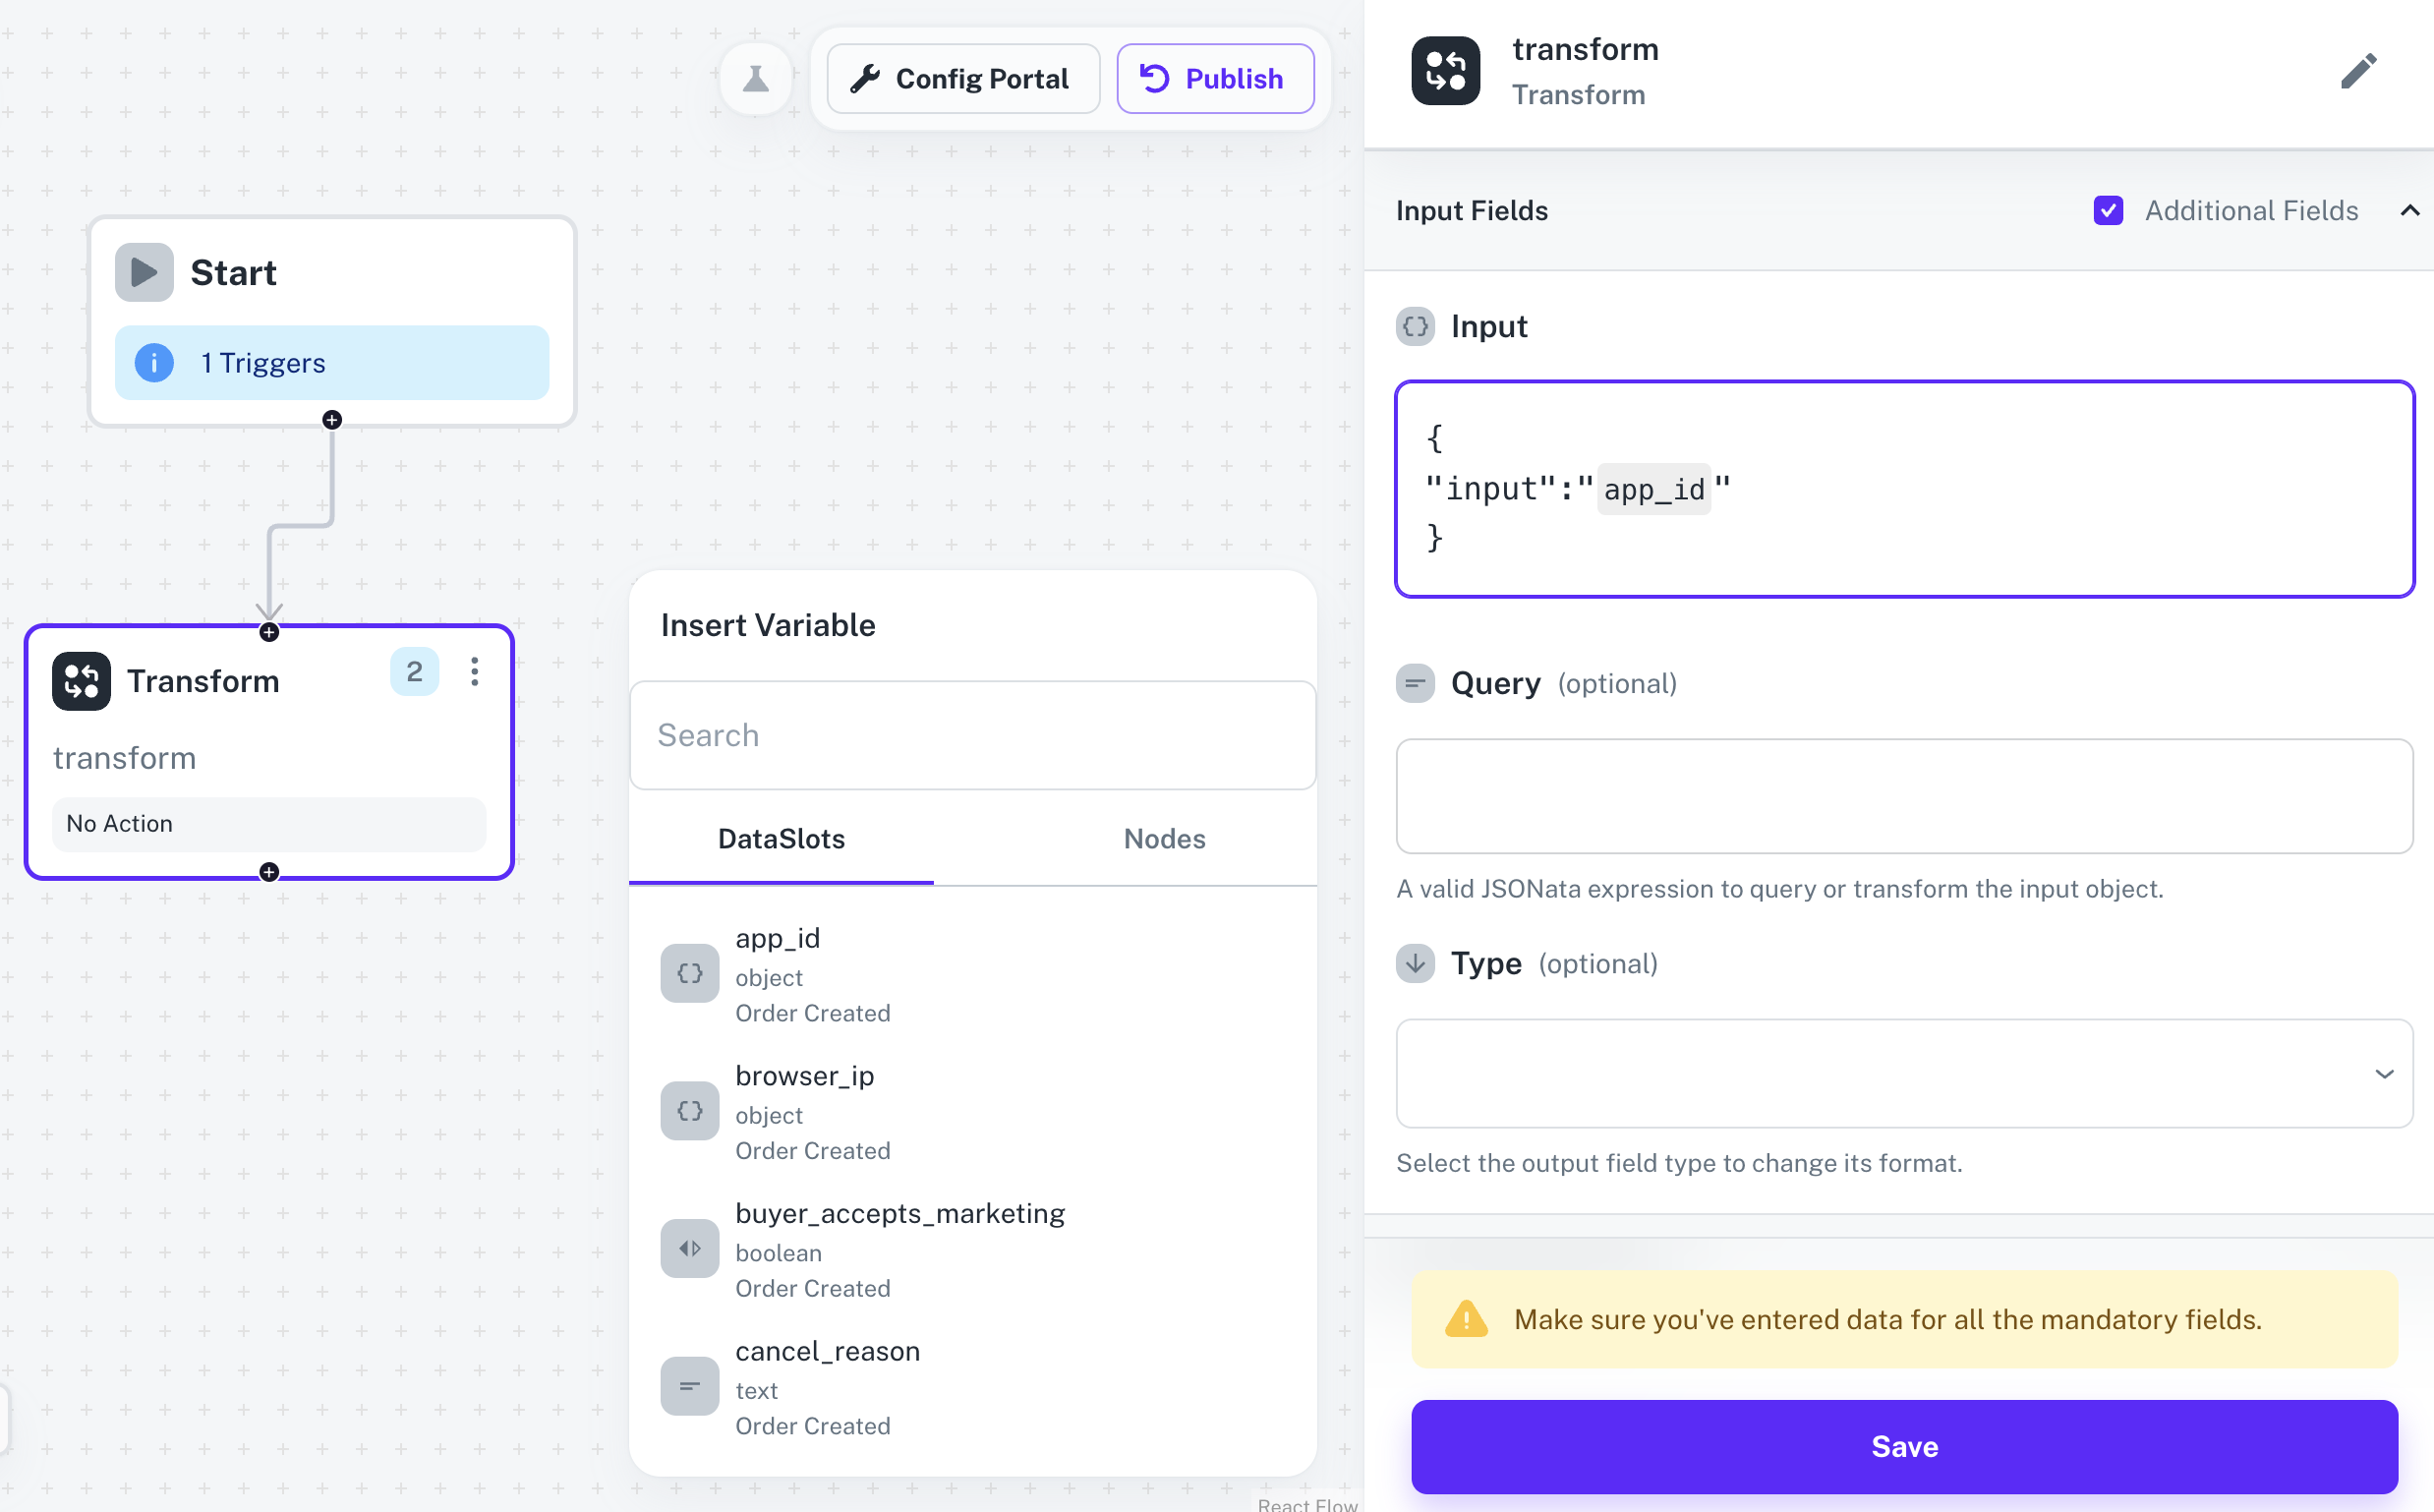 Config Portal
Publish
Start
1 Triggers
Transform
2
transform
No Action
Insert Variable
Search
DataSlots
Nodes
app_id
object
Order Created
browser_ip
object
Order Created
buyer_accepts_marketing
boolean
Order Created
cancel_reason
text
Order Created
React Flow
transform
Transform
Input Fields
Additional Fields
Input
{
"input":"app_id"
}
Query (optional)
A valid JSONata expression to query or transform the input object.
Type (optional)
Select the output field type to change its format.
Make sure you've entered data for all the mandatory fields.
Save